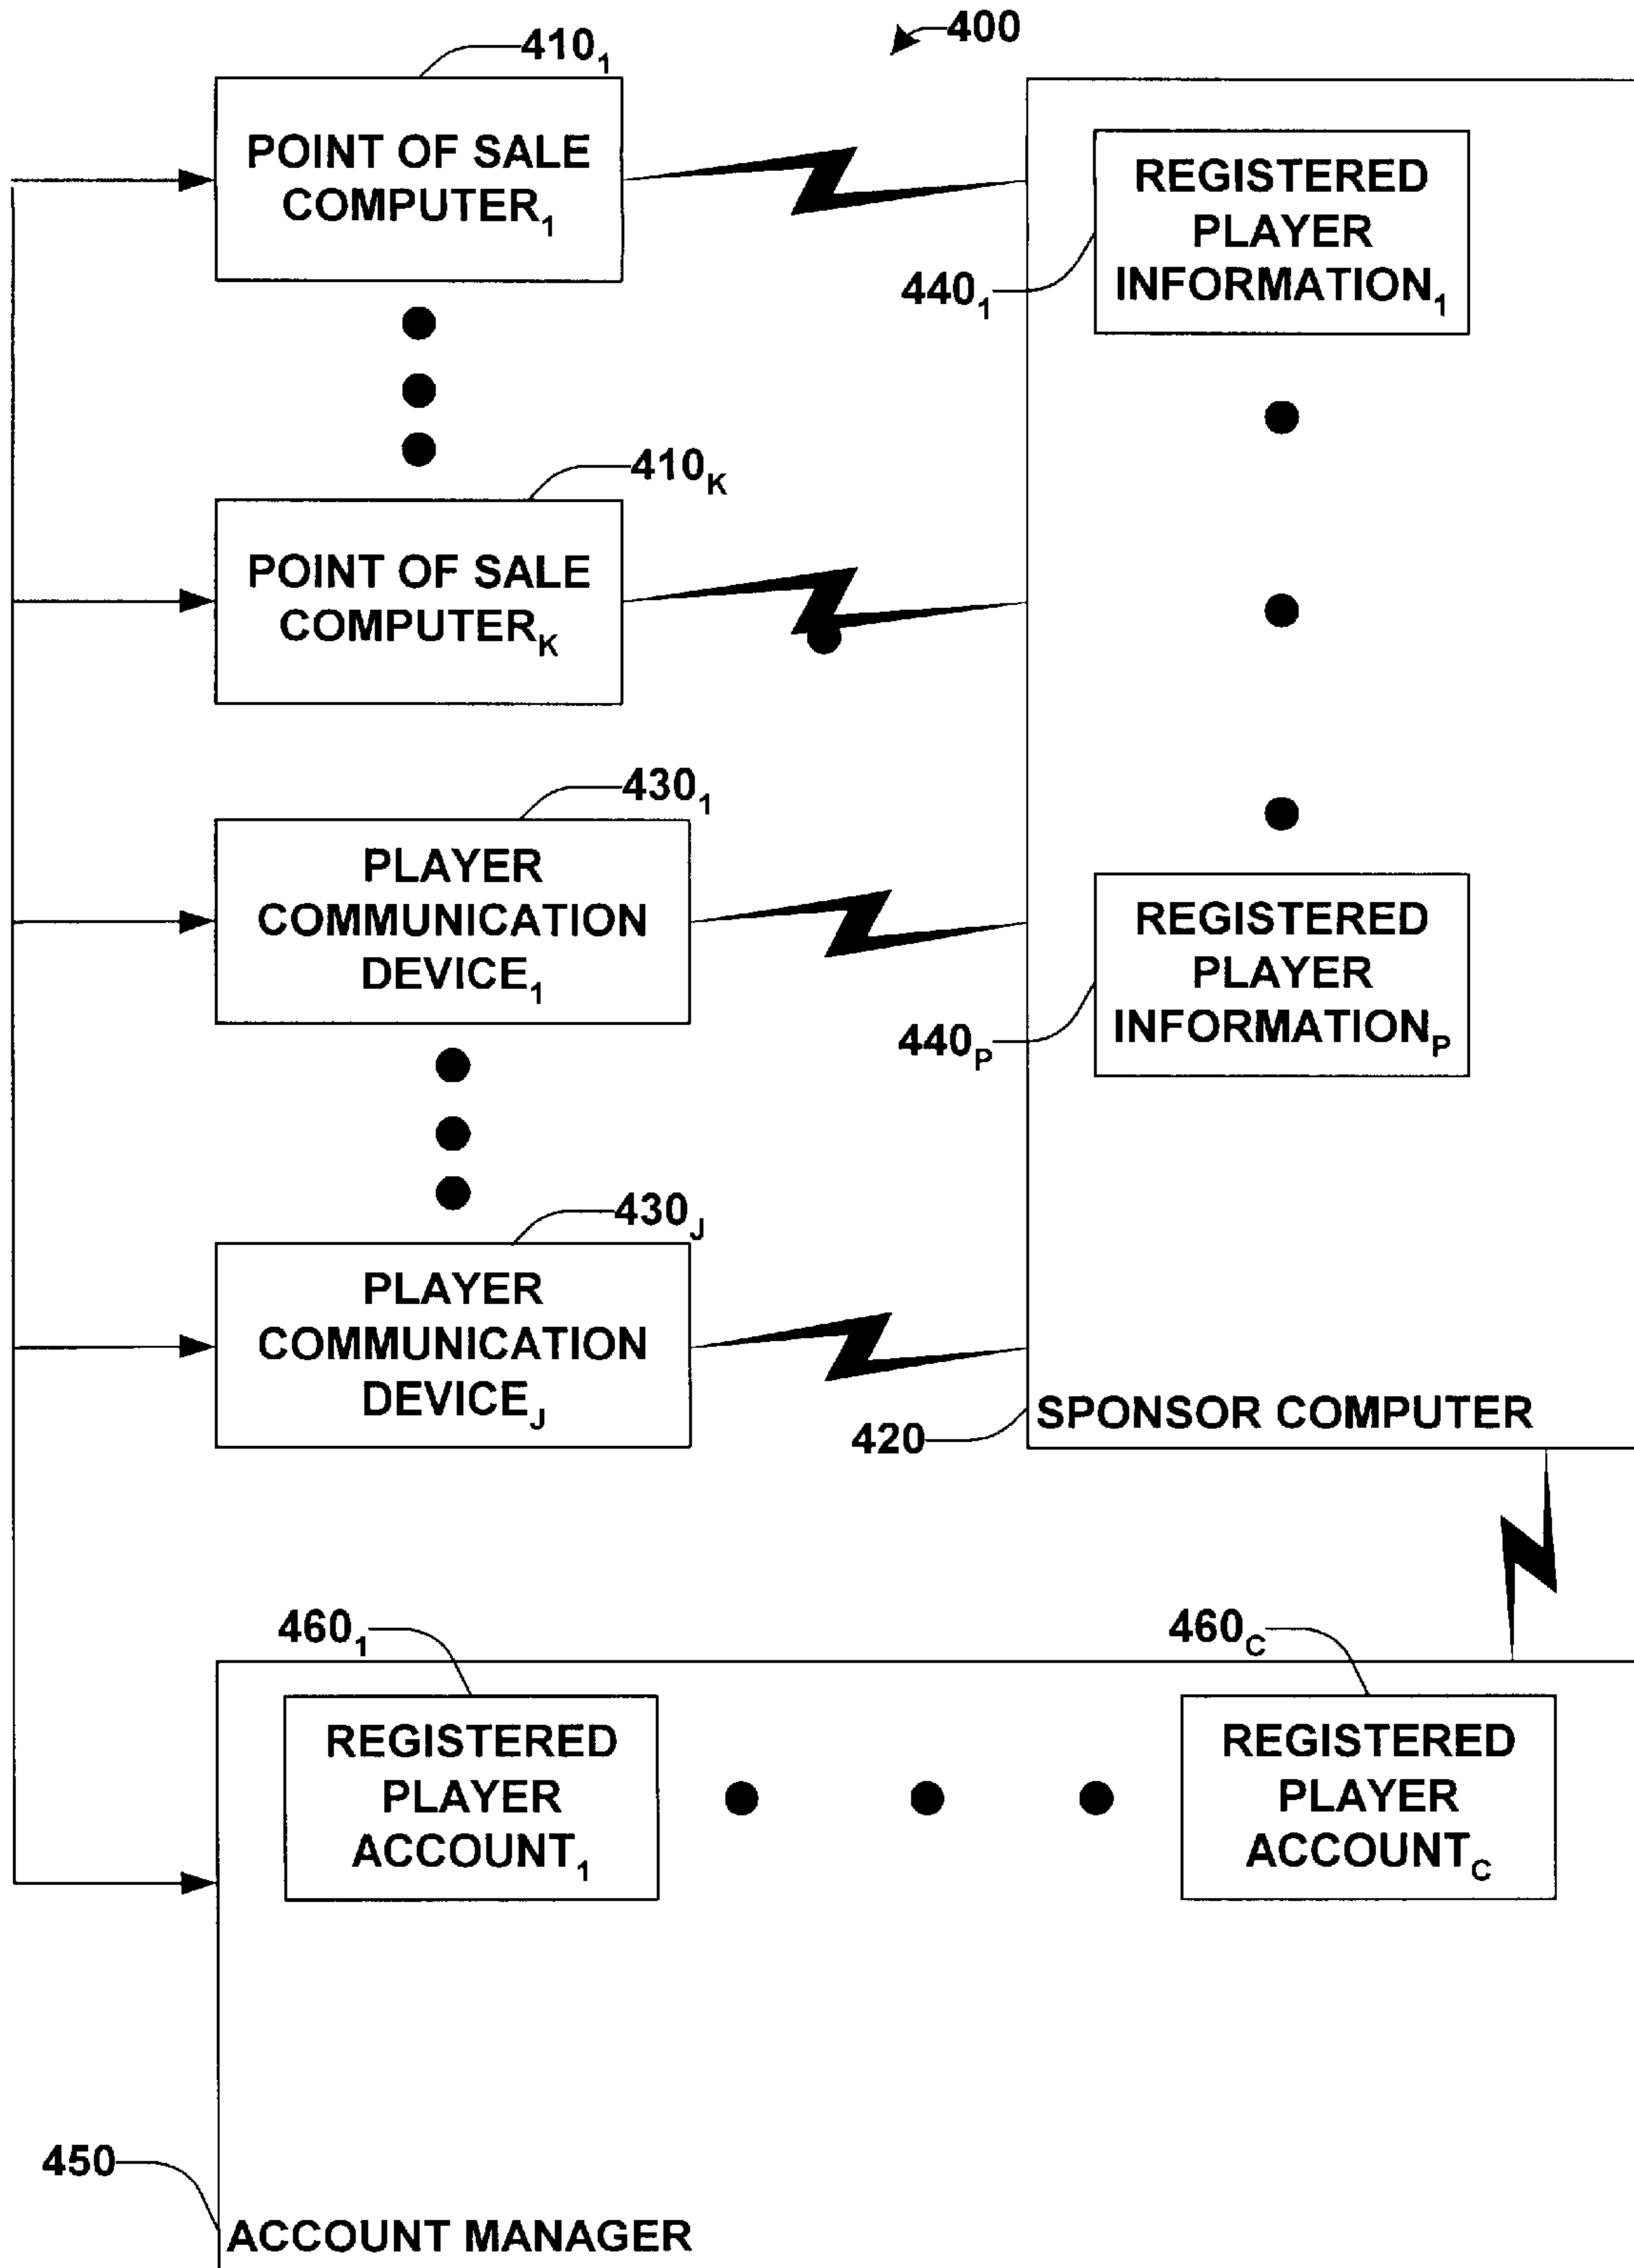 400
410₁
POINT OF SALE
COMPUTER₁
REGISTERED
PLAYER
INFORMATION₁
440₁
410K
POINT OF SALE
COMPUTERK
430₁
PLAYER
COMMUNICATION
DEVICE₁
REGISTERED
PLAYER
INFORMATIONP
440P
430J
PLAYER
COMMUNICATION
DEVICEJ
SPONSOR COMPUTER
420
460₁
REGISTERED
PLAYER
ACCOUNT₁
460C
REGISTERED
PLAYER
ACCOUNTC
450
ACCOUNT MANAGER